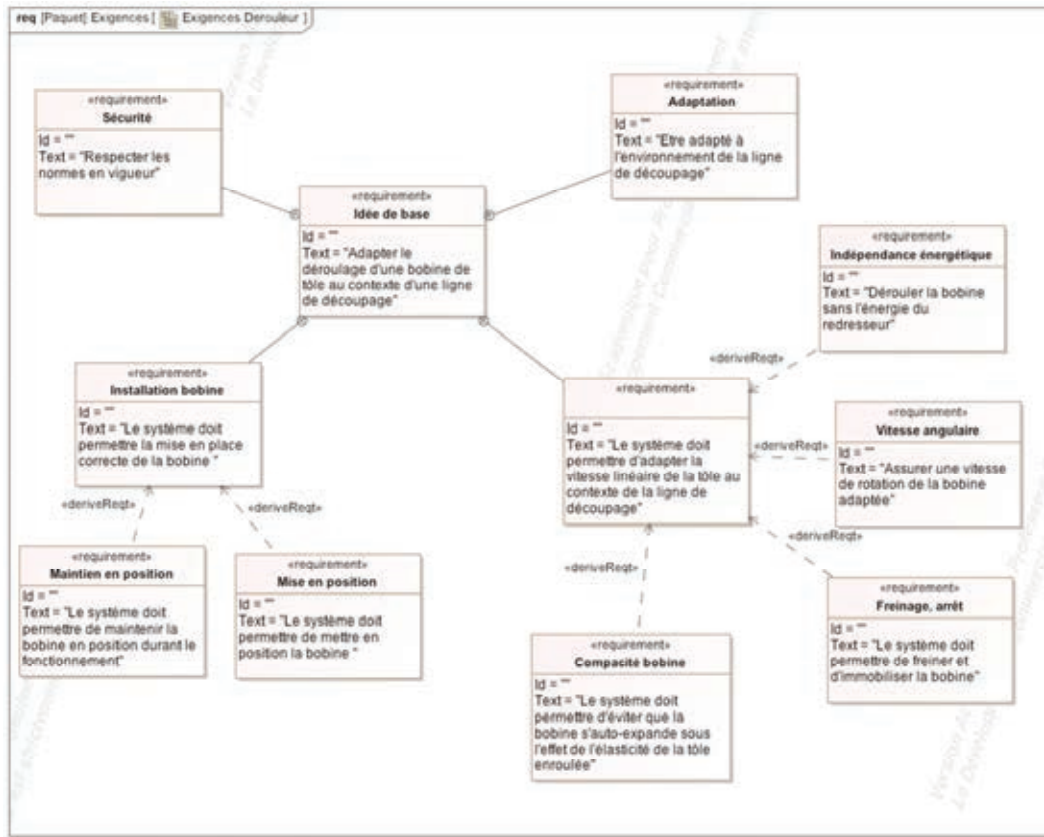 req [Paquet] Exigences [ Exigences Derouleur ]
«requirement»
Sécurité
Id = ""
Text = "Respecter les
normes en vigueur"
«requirement»
Adaptation
Id = ""
Text = "Etre adapté à
l'environnement de la ligne
de découpage"
«requirement»
Idée de base
Id = ""
Text = "Adapter le
déroulage d'une bobine de
tôle au contexte d'une ligne
de découpage"
«requirement»
Indépendance énergétique
Id = ""
Text = "Dérouler la bobine
sans l'énergie du
redresseur"
«deriveReqt»
«requirement»
Installation bobine
Id = ""
Text = "Le système doit
permettre la mise en place
correcte de la bobine "
«requirement»
Id = ""
Text = "Le système doit
permettre d'adapter la
vitesse linéaire de la tôle au
contexte de la ligne de
découpage"
«deriveReqt»
«requirement»
Vitesse angulaire
Id = ""
Text = "Assurer une vitesse
de rotation de la bobine
adaptée"
«deriveReqt»
«deriveReqt»
«deriveReqt»
«deriveReqt»
«requirement»
Maintien en position
Id = ""
Text = "Le système doit
permettre de maintenir la
bobine en position durant le
fonctionnement"
«requirement»
Mise en position
Id = ""
Text = "Le système doit
permettre de mettre en
position la bobine "
«requirement»
Freinage, arrêt
Id = ""
Text = "Le système doit
permettre de freiner et
d'immobiliser la bobine"
«requirement»
Compacité bobine
Id = ""
Text = "Le système doit
permettre d'éviter que la
bobine s'auto-expande sous
l'effet de l'élasticité de la tôle
enroulée"